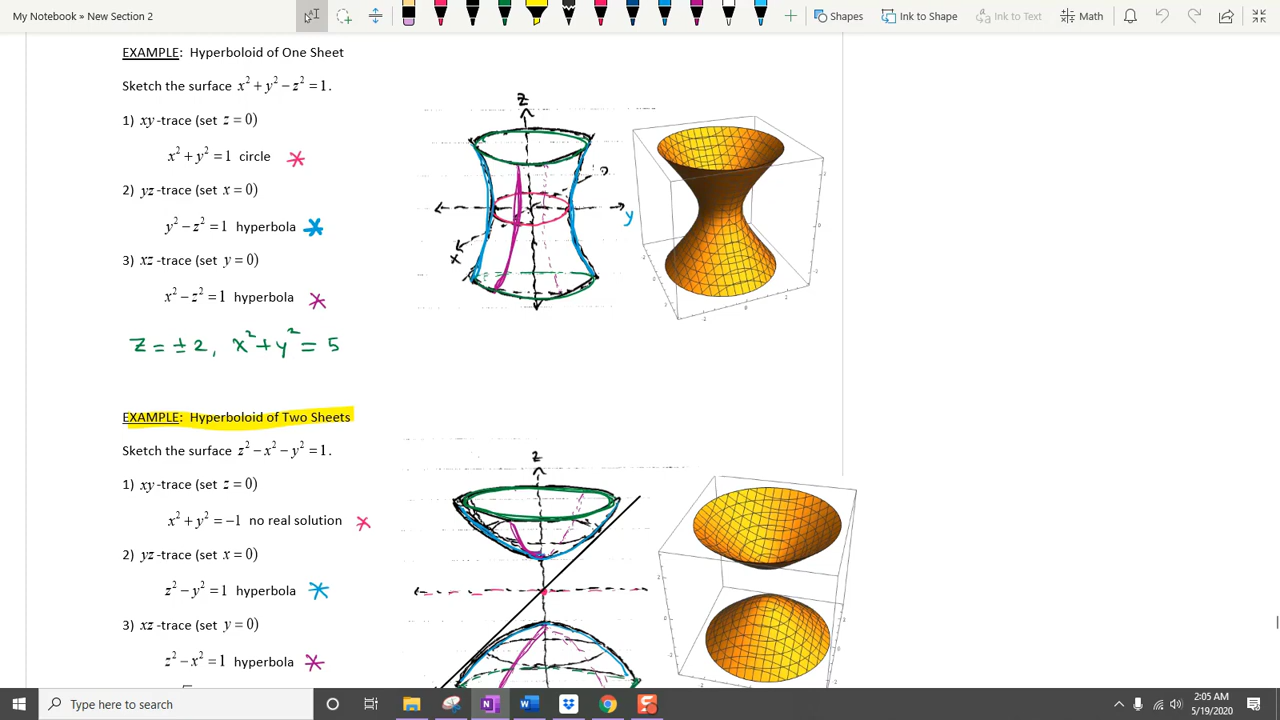 My Notebook » New Section 2
Shapes
Ink to Shape
Ink to Text
Math
EXAMPLE: Hyperboloid of One Sheet
Sketch the surface x² + y² − z² = 1.
1) xy-trace (set z = 0)
x² + y² = 1 circle
2) yz-trace (set x = 0)
y² − z² = 1 hyperbola
3) xz-trace (set y = 0)
x² − z² = 1 hyperbola
z = ±2, x² + y² = 5
z
y
x
EXAMPLE: Hyperboloid of Two Sheets
Sketch the surface z² − x² − y² = 1.
1) xy-trace (set z = 0)
x² + y² = −1 no real solution
2) yz-trace (set x = 0)
z² − y² = 1 hyperbola
3) xz-trace (set y = 0)
z² − x² = 1 hyperbola
z
Type here to search
2:05 AM
5/19/2020